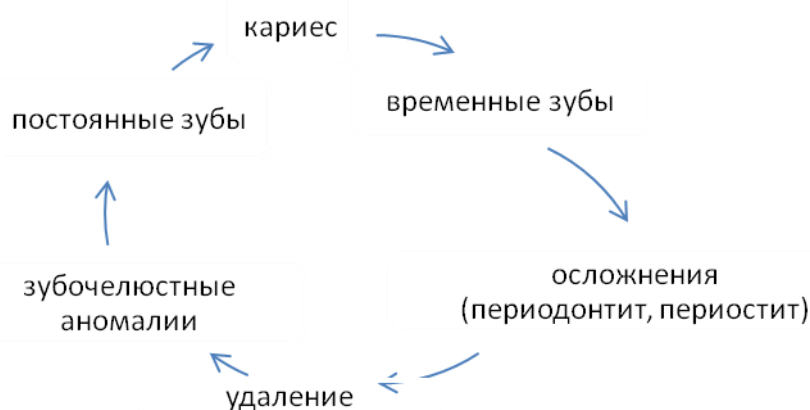 кариес
временные зубы
осложнения
(периодонтит, периостит)
удаление
зубочелюстные
аномалии
постоянные зубы